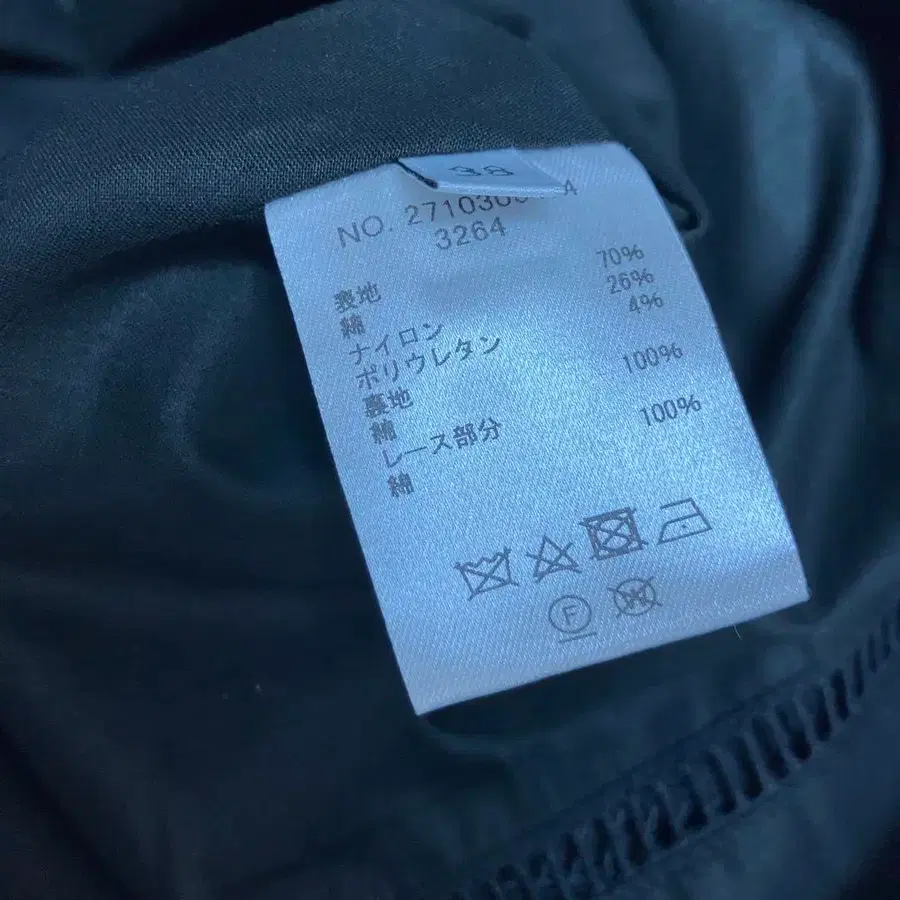 38
NO.
3264
表地
綿 70%
ナイロン 26%
ポリウレタン 4%
裏地
綿 100%
レース部分
綿 100%
F
W